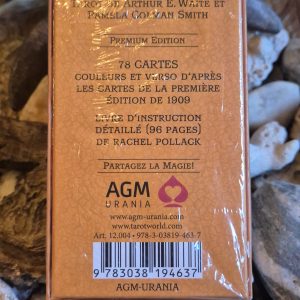 TAROT DE ARTHUR E. WAITE ET
PAMELA COLMAN SMITH
PREMIUM EDITION
78 CARTES
COULEURS ET VERSO D'APRÈS
LES CARTES DE LA PREMIÈRE
ÉDITION DE 1909
LIVRE D'INSTRUCTION
DÉTAILLÉ (96 PAGES)
DE RACHEL POLLACK
PARTAGEZ LA MAGIE!
AGM
URANIA
www.agm-urania.com
www.tarotworld.com
Art. 12.004 • 978-3-03819-463-7
9 783038 194637
AGM-URANIA